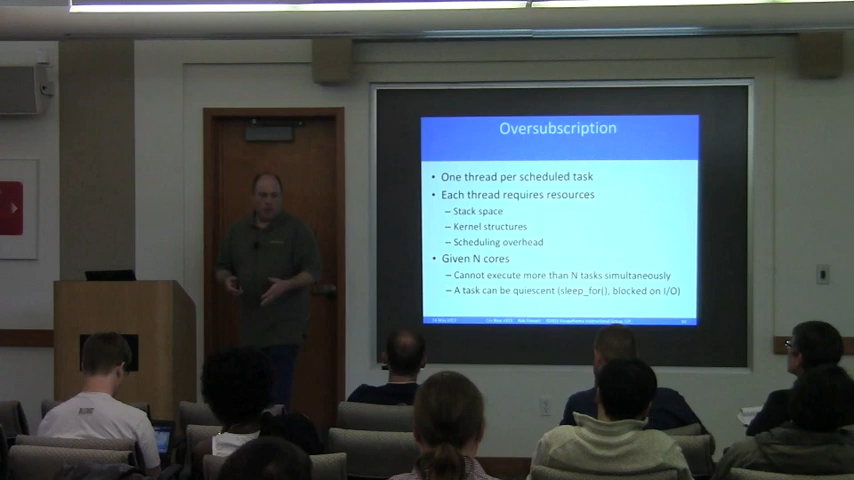 Oversubscription
• One thread per scheduled task
• Each thread requires resources
– Stack space
– Kernel structures
– Scheduling overhead
• Given N cores
– Cannot execute more than N tasks simultaneously
– A task can be quiescent (sleep_for(), blocked on I/O)